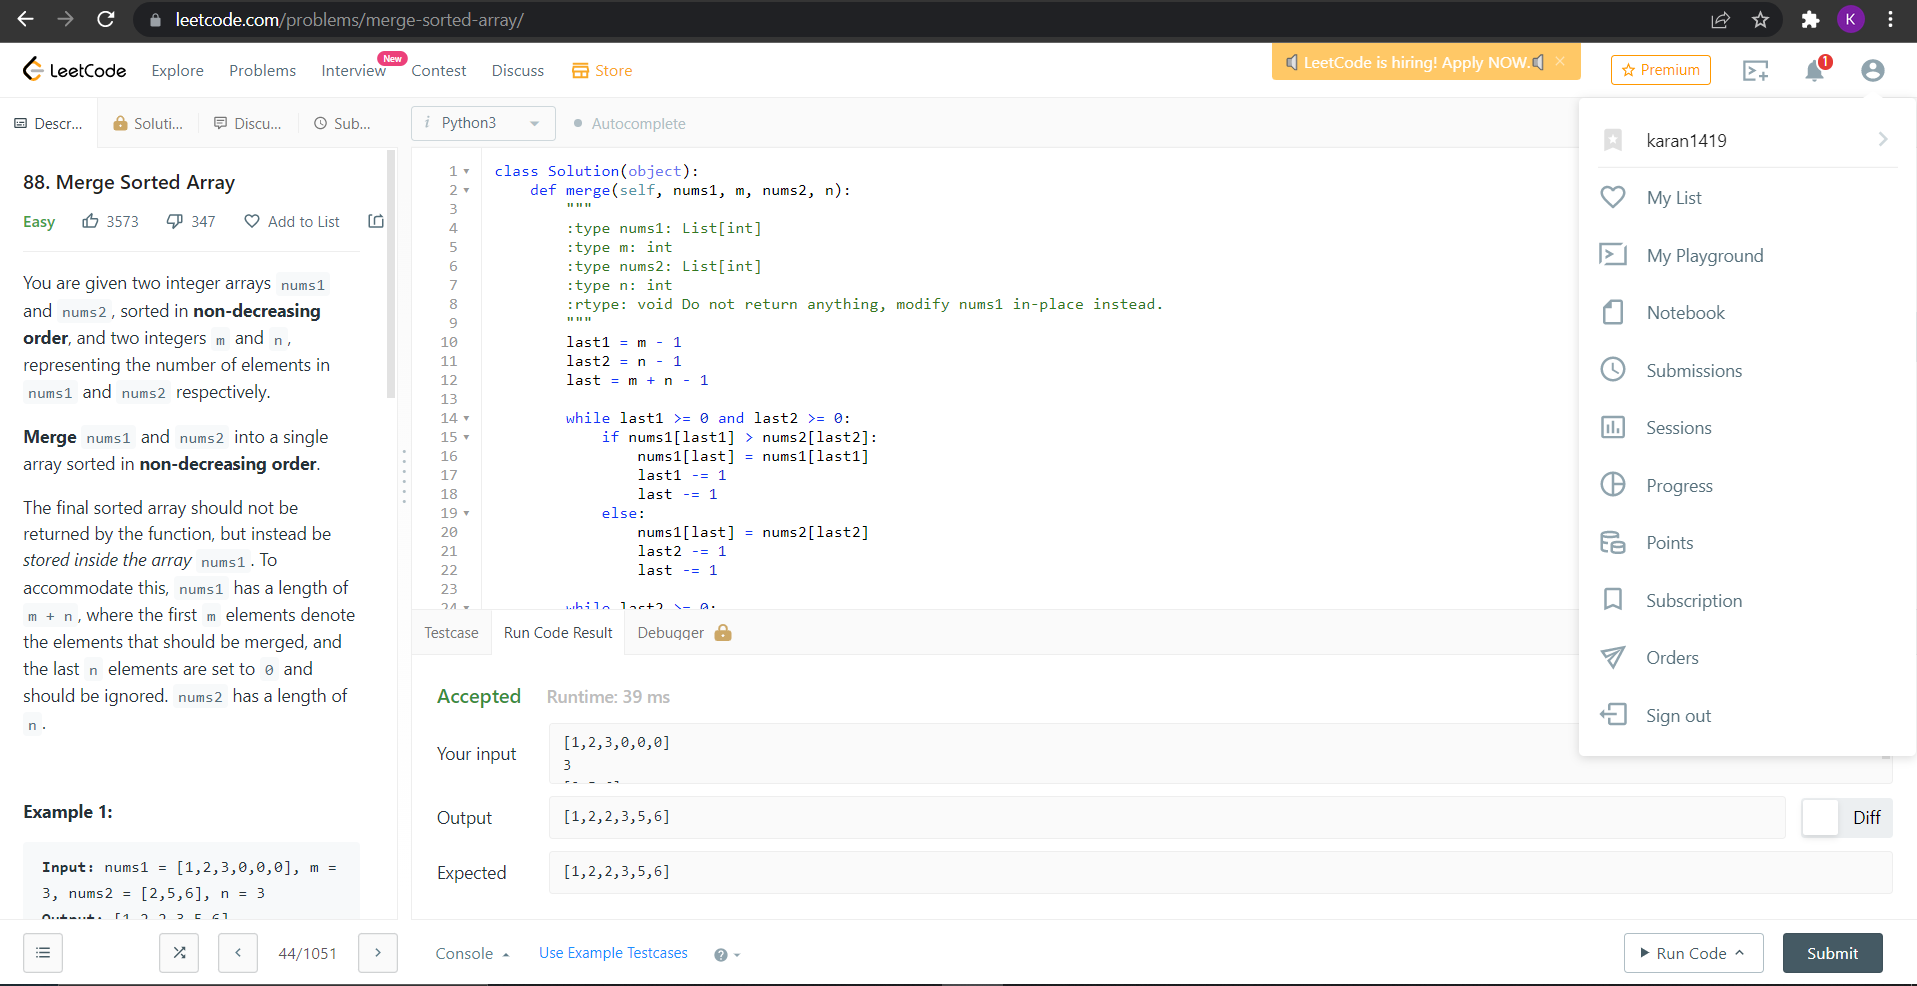 leetcode.com/problems/merge-sorted-array/
K
LeetCode
Explore
Problems
Interview
New
Contest
Discuss
Store
LeetCode is hiring! Apply NOW.
Premium
1
Descr...
Soluti...
Discu...
Sub...
i Python3
Autocomplete
88. Merge Sorted Array
Easy 3573 347 Add to List
You are given two integer arrays nums1
and nums2 , sorted in non-decreasing
order, and two integers m and n ,
representing the number of elements in
nums1 and nums2 respectively.
Merge nums1 and nums2 into a single
array sorted in non-decreasing order.
The final sorted array should not be
returned by the function, but instead be
stored inside the array nums1 . To
accommodate this, nums1 has a length of
m + n , where the first m elements denote
the elements that should be merged, and
the last n elements are set to 0 and
should be ignored. nums2 has a length of
n .
Example 1:
Input: nums1 = [1,2,3,0,0,0], m =
3, nums2 = [2,5,6], n = 3
Output: [1,2,2,3,5,6]
44/1051
1 class Solution(object):
2 def merge(self, nums1, m, nums2, n):
3 """
4 :type nums1: List[int]
5 :type m: int
6 :type nums2: List[int]
7 :type n: int
8 :rtype: void Do not return anything, modify nums1 in-place instead.
9 """
10 last1 = m - 1
11 last2 = n - 1
12 last = m + n - 1
13
14 while last1 >= 0 and last2 >= 0:
15 if nums1[last1] > nums2[last2]:
16 nums1[last] = nums1[last1]
17 last1 -= 1
18 last -= 1
19 else:
20 nums1[last] = nums2[last2]
21 last2 -= 1
22 last -= 1
23
24 while last2 >= 0:
Testcase
Run Code Result
Debugger
Accepted Runtime: 39 ms
Your input
[1,2,3,0,0,0]
3
Output
[1,2,2,3,5,6]
Diff
Expected
[1,2,2,3,5,6]
Console
Use Example Testcases
?
Run Code
Submit
karan1419
My List
My Playground
Notebook
Submissions
Sessions
Progress
Points
Subscription
Orders
Sign out